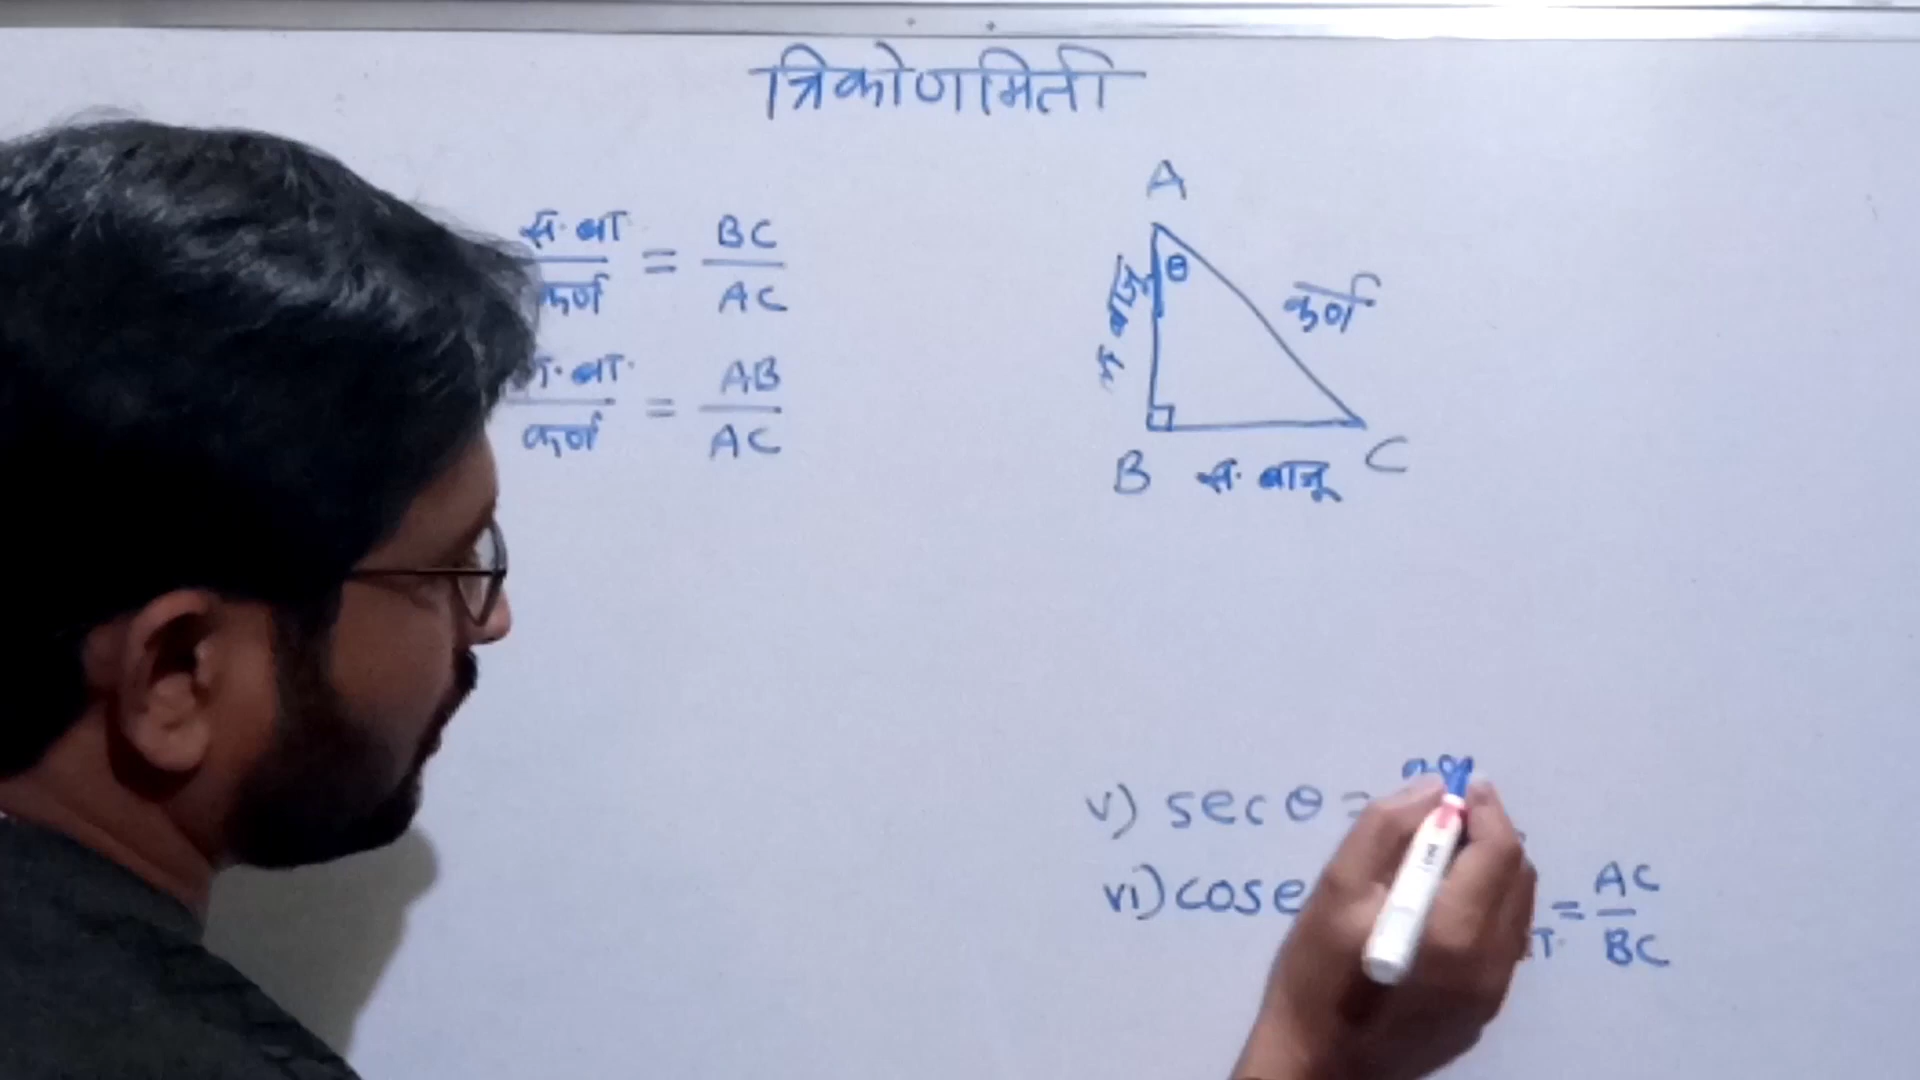 त्रिकोणमिती
स. बा = BC
कर्ण AC
बा. = AB
कर्ण AC
A
θ
बाजू
कर्ण
B स. बाजू C
v) sec θ =
vi) cose = AC
BC